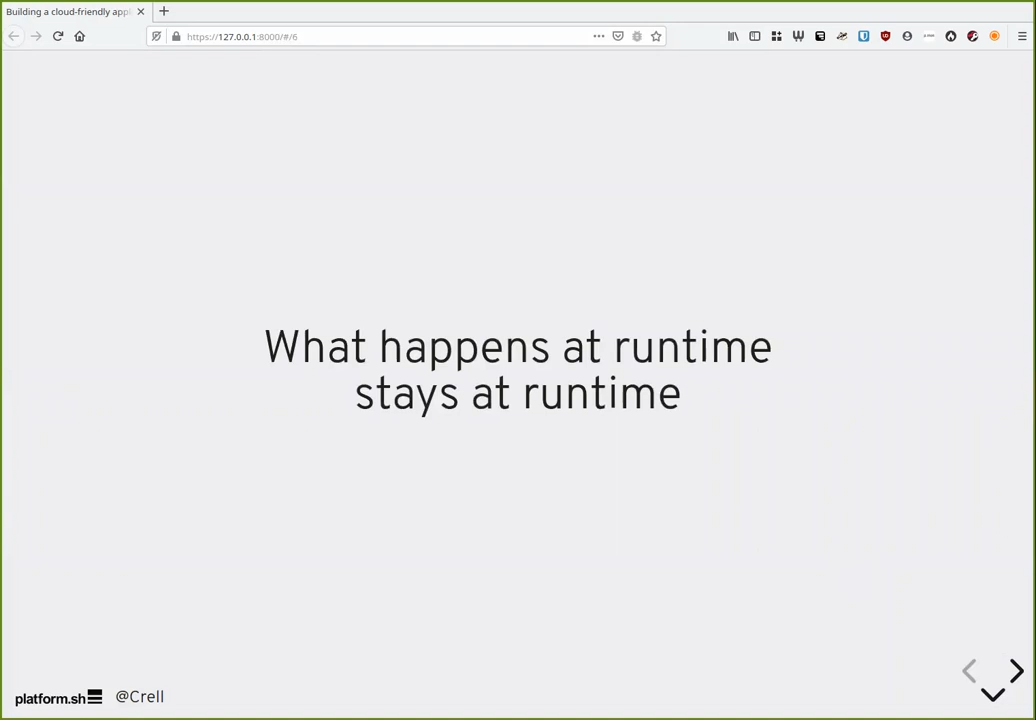 Building a cloud-friendly appl
https://127.0.0.1:8000/#/6
What happens at runtime
stays at runtime
platform.sh
@Crell